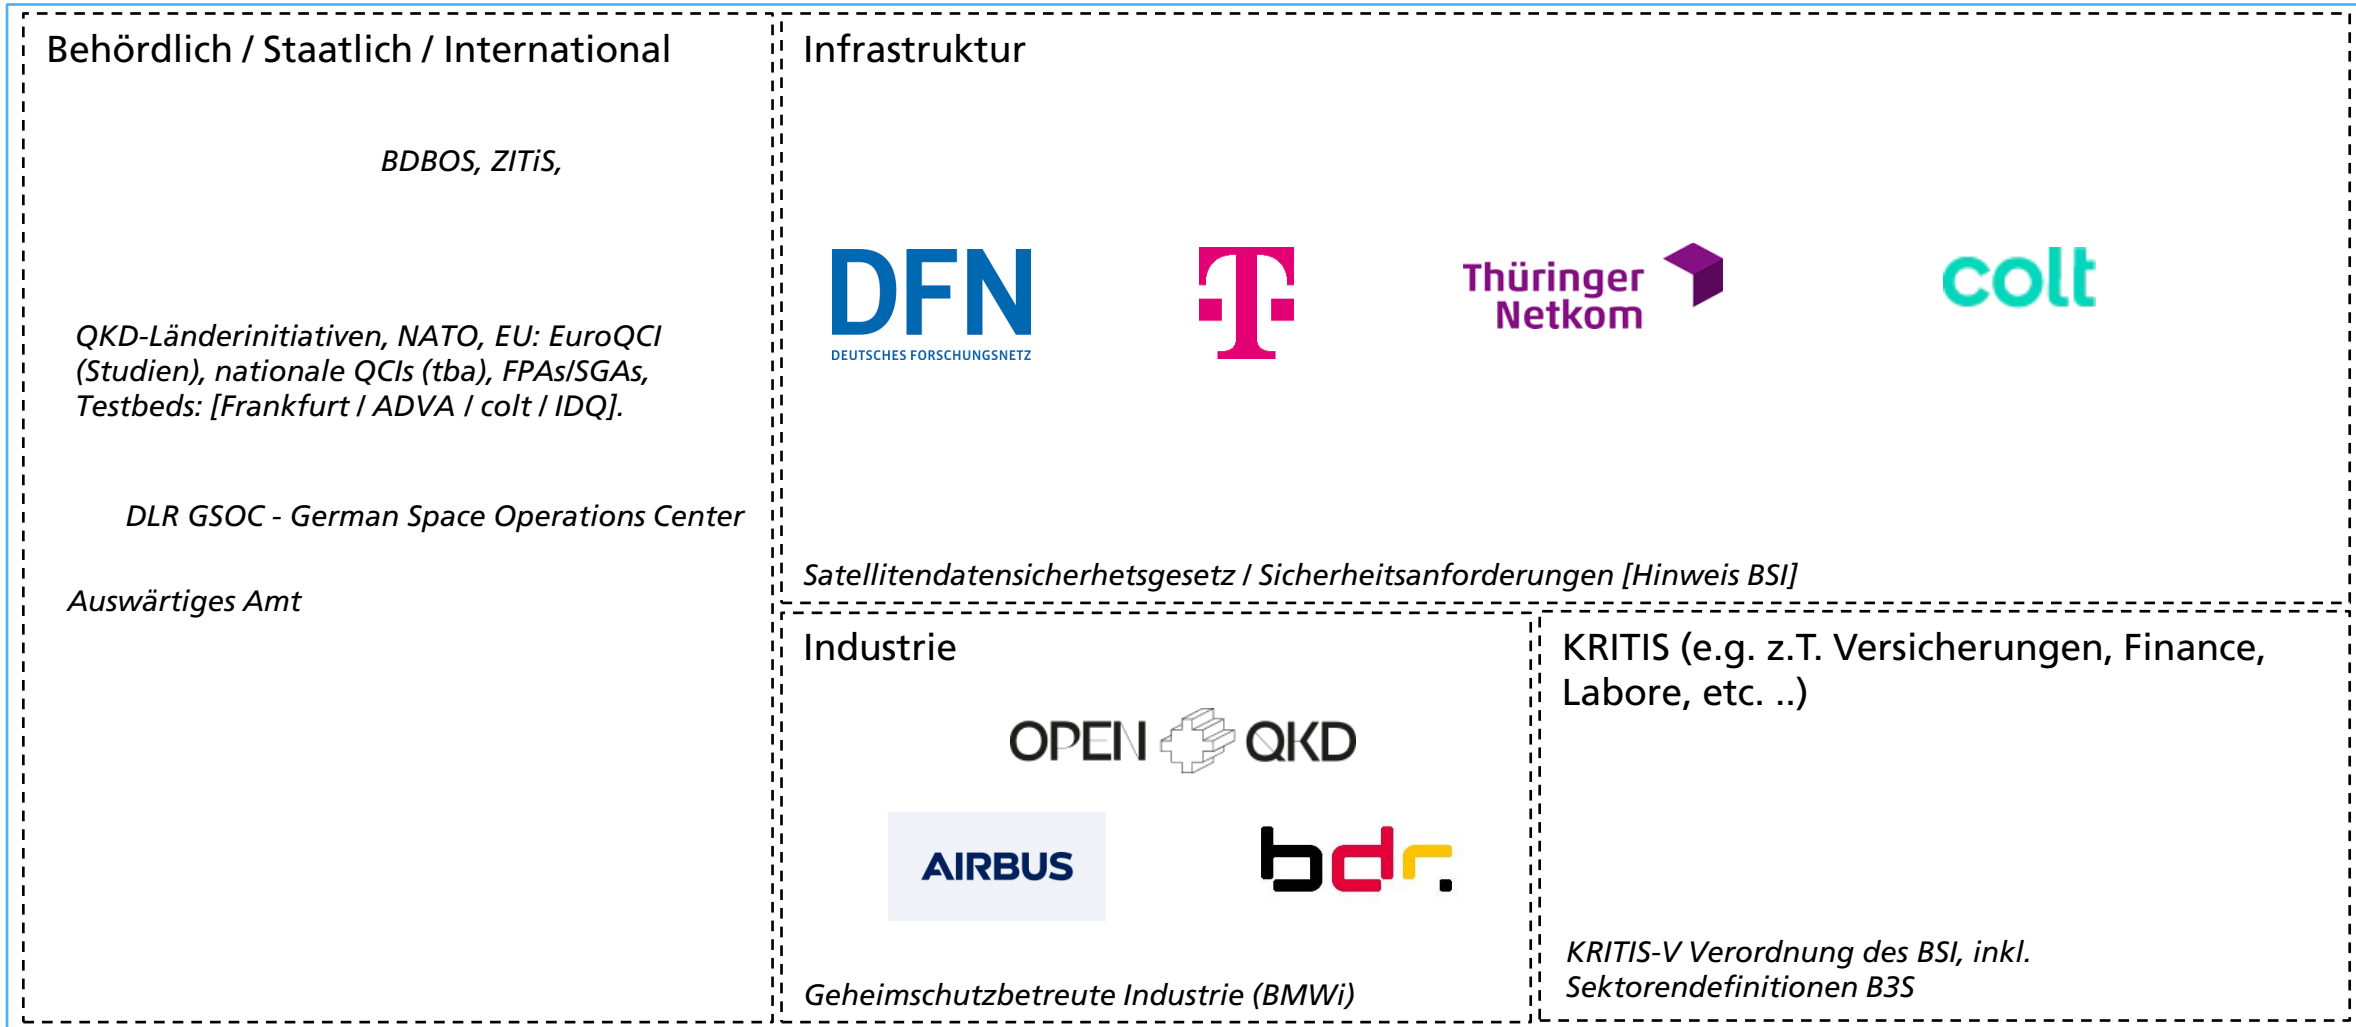 Behördlich / Staatlich / International
BDBOS, ZITiS,
QKD-Länderinitiativen, NATO, EU: EuroQCI
(Studien), nationale QCIs (tba), FPAs/SGAs,
Testbeds: [Frankfurt / ADVA / colt / IDQ].
DLR GSOC - German Space Operations Center
Auswärtiges Amt
Infrastruktur
DFN
DEUTSCHES FORSCHUNGSNETZ
T
Thüringer
Netkom
colt
Satellitendatensicherhetsgesetz / Sicherheitsanforderungen [Hinweis BSI]
Industrie
OPEN QKD
AIRBUS
bdr.
Geheimschutzbetreute Industrie (BMWi)
KRITIS (e.g. z.T. Versicherungen, Finance,
Labore, etc. ..)
KRITIS-V Verordnung des BSI, inkl.
Sektorendefinitionen B3S